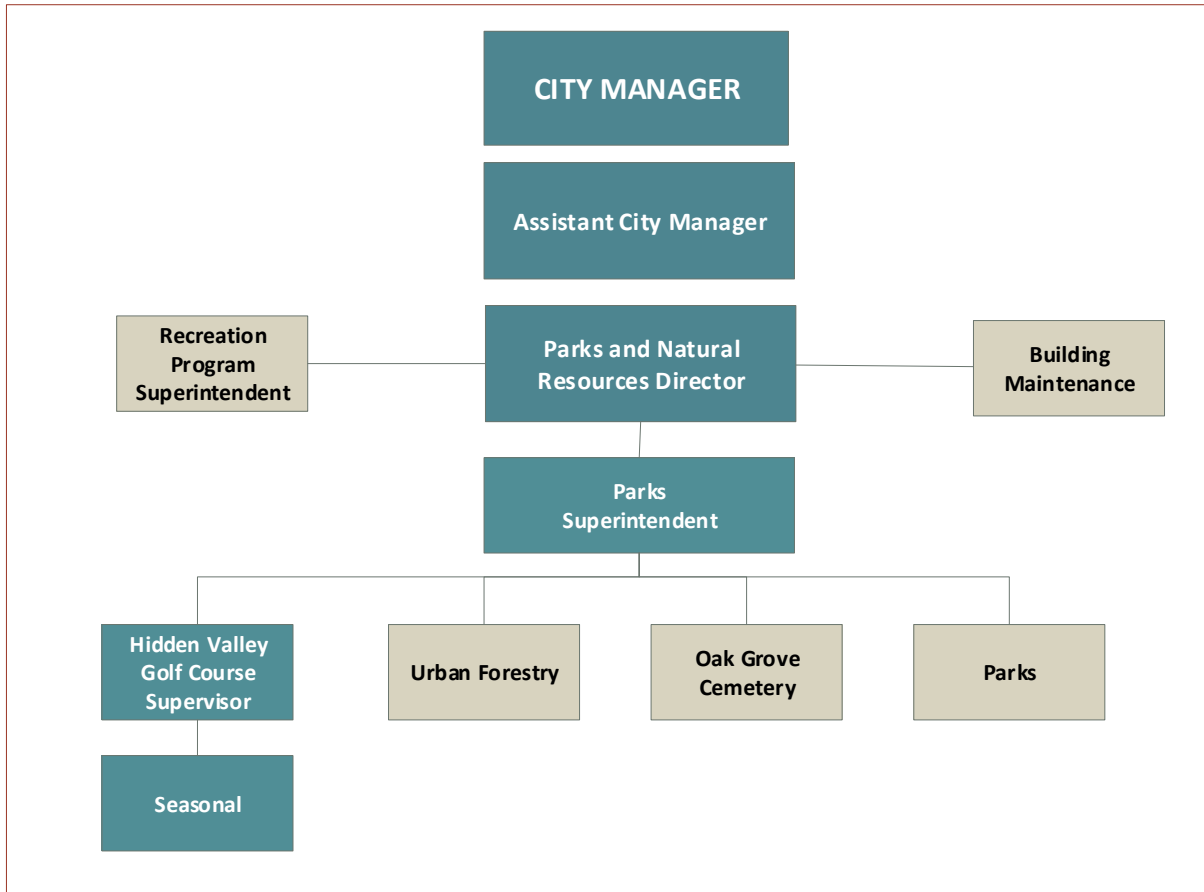 CITY MANAGER
Assistant City Manager
Recreation
Program
Superintendent
Parks and Natural
Resources Director
Building
Maintenance
Parks
Superintendent
Hidden Valley
Golf Course
Supervisor
Urban Forestry
Oak Grove
Cemetery
Parks
Seasonal